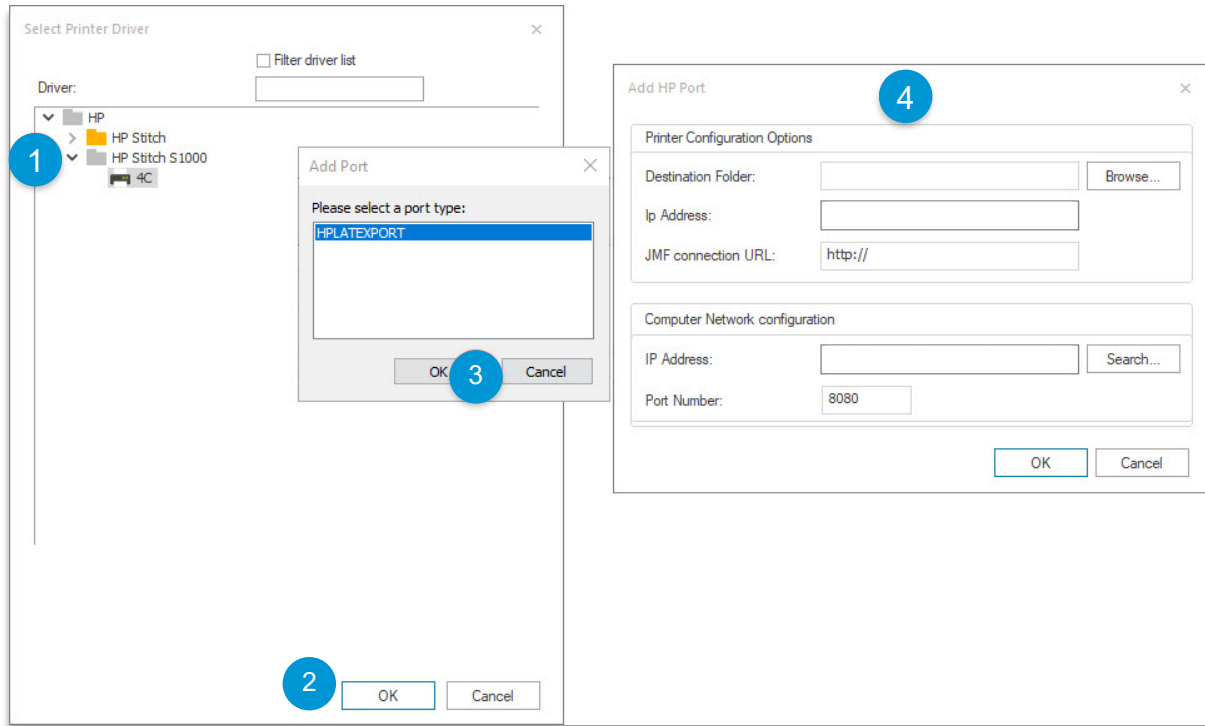 Select Printer Driver
Filter driver list
Driver:
HP
HP Stitch
1
HP Stitch S1000
4C
2
OK
Cancel
Add Port
Please select a port type:
HPLATEXPORT
OK
3
Cancel
Add HP Port
4
Printer Configuration Options
Destination Folder:
Browse...
Ip Address:
JMF connection URL:
http://
Computer Network configuration
IP Address:
Search...
Port Number:
8080
OK
Cancel